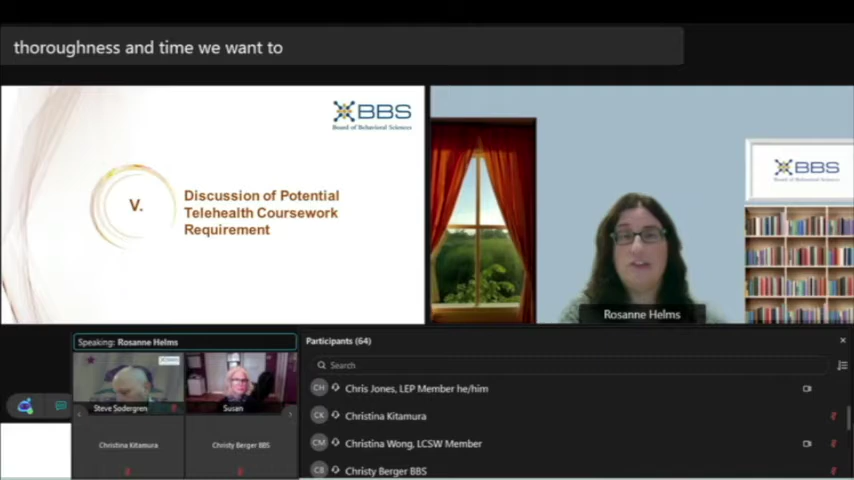 thoroughness and time we want to
BBS
Board of Behavioral Sciences
V.
Discussion of Potential
Telehealth Coursework
Requirement
BBS
Board of Behavioral Sciences
Rosanne Helms
Speaking: Rosanne Helms
BBS
Steve Sodergren
Susan
Christina Kitamura
Christy Berger BBS
Participants (64)
Search
CH Chris Jones, LEP Member he/him
CK Christina Kitamura
CM Christina Wong, LCSW Member
CB Christy Berger BBS